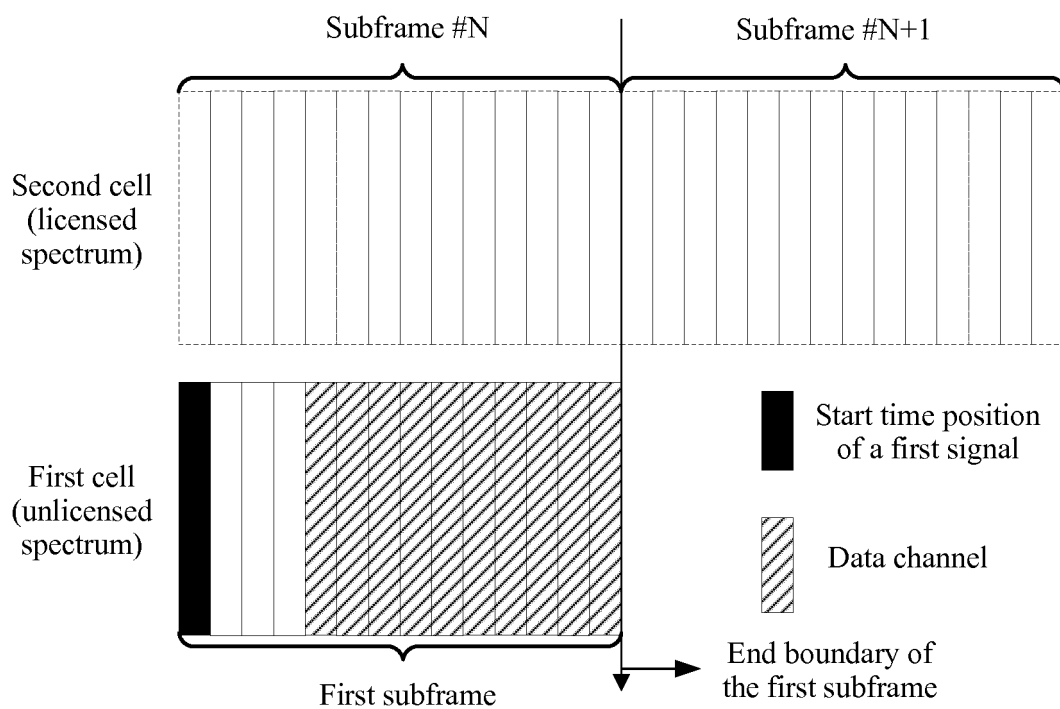 Subframe #N
Subframe #N+1
Second cell
(licensed
spectrum)
First cell
(unlicensed
spectrum)
Start time position
of a first signal
Data channel
First subframe
End boundary of
the first subframe